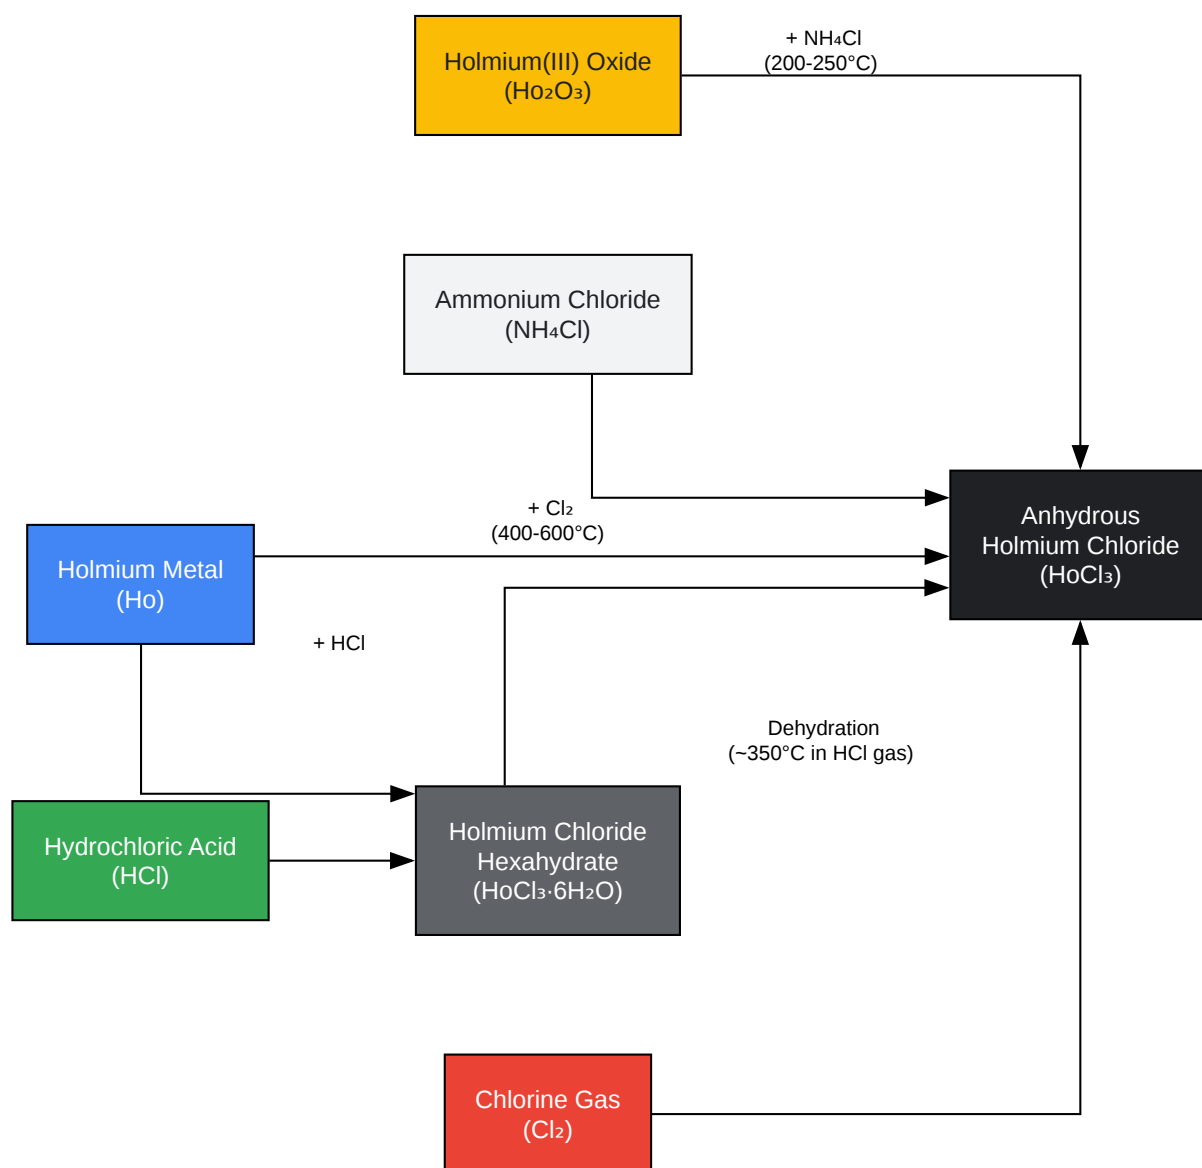 + NH₄Cl
(200-250°C)
Holmium(III) Oxide
(Ho₂O₃)
Ammonium Chloride
(NH₄Cl)
+ Cl₂
(400-600°C)
Anhydrous
Holmium Chloride
(HoCl₃)
Holmium Metal
(Ho)
+ HCl
Dehydration
(~350°C in HCl gas)
Hydrochloric Acid
(HCl)
Holmium Chloride
Hexahydrate
(HoCl₃·6H₂O)
Chlorine Gas
(Cl₂)